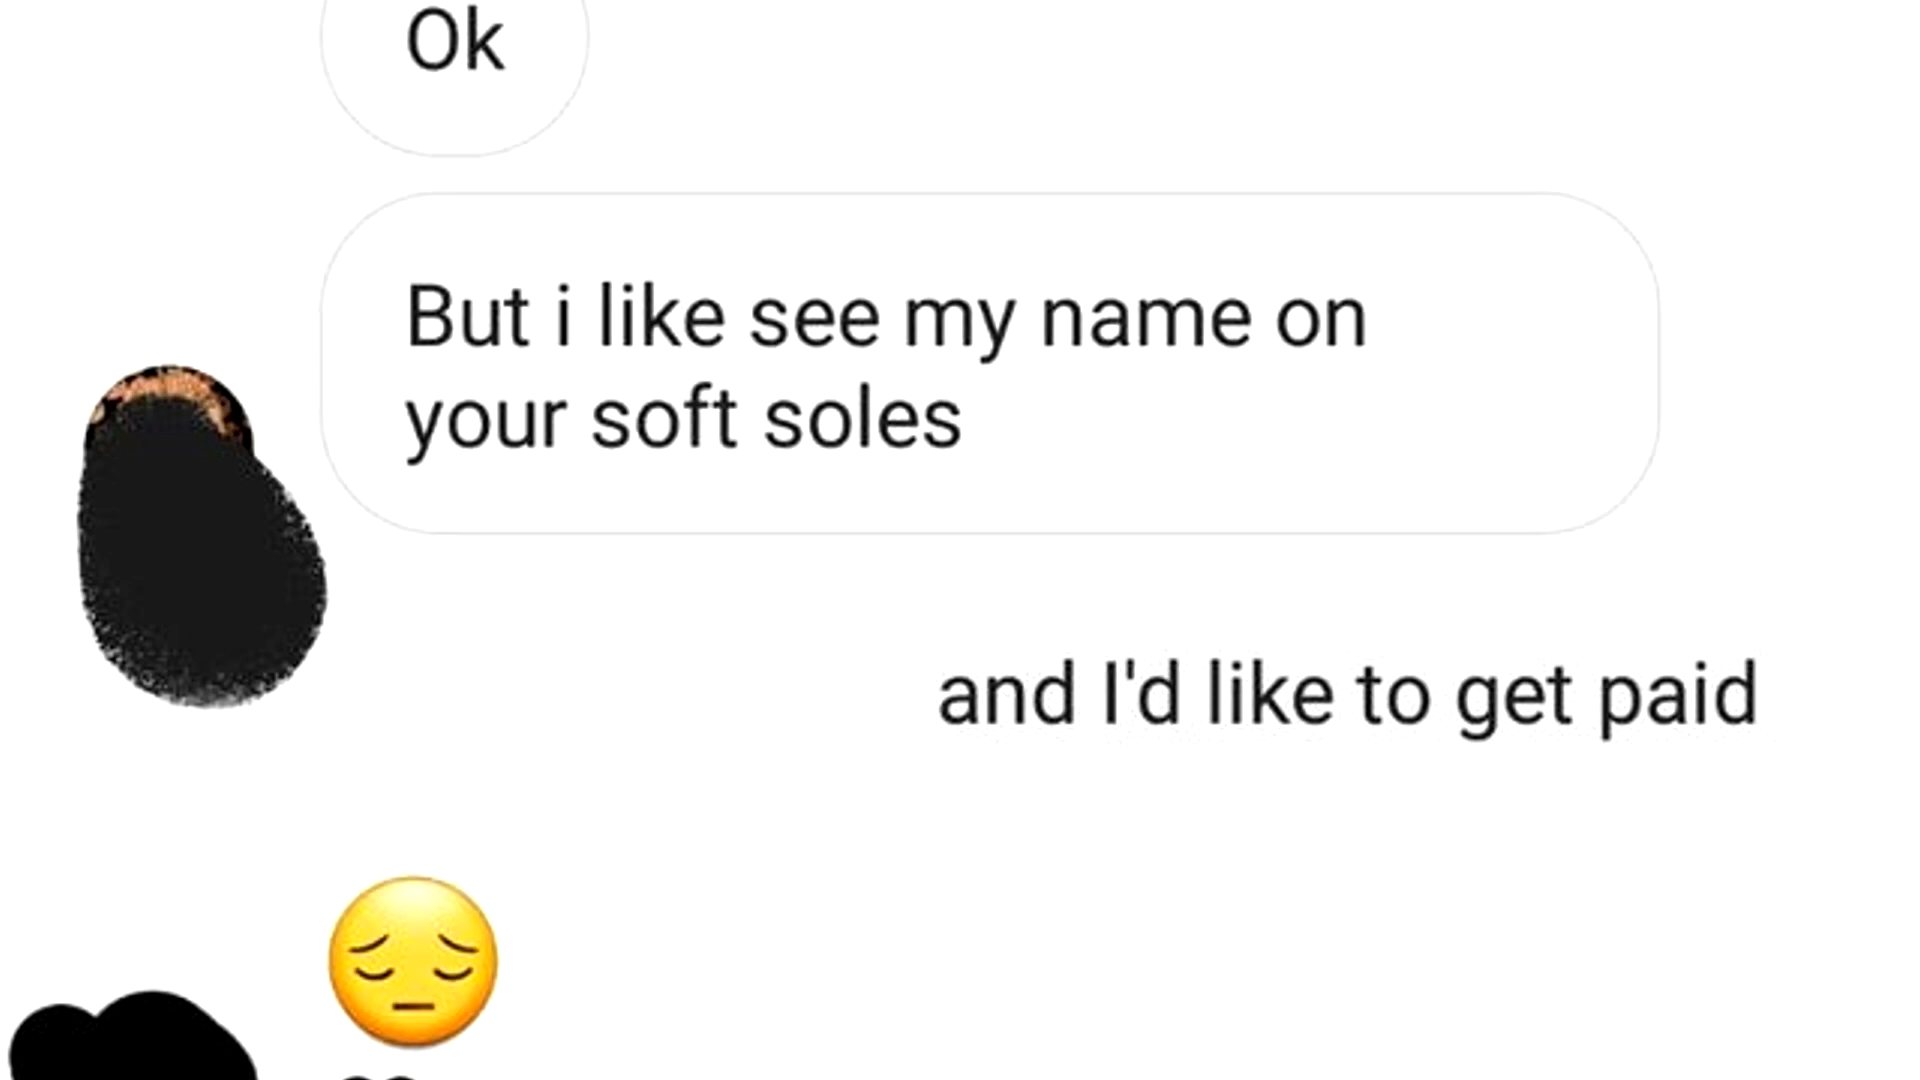 Ok
But i like see my name on
your soft soles
and I'd like to get paid
😔